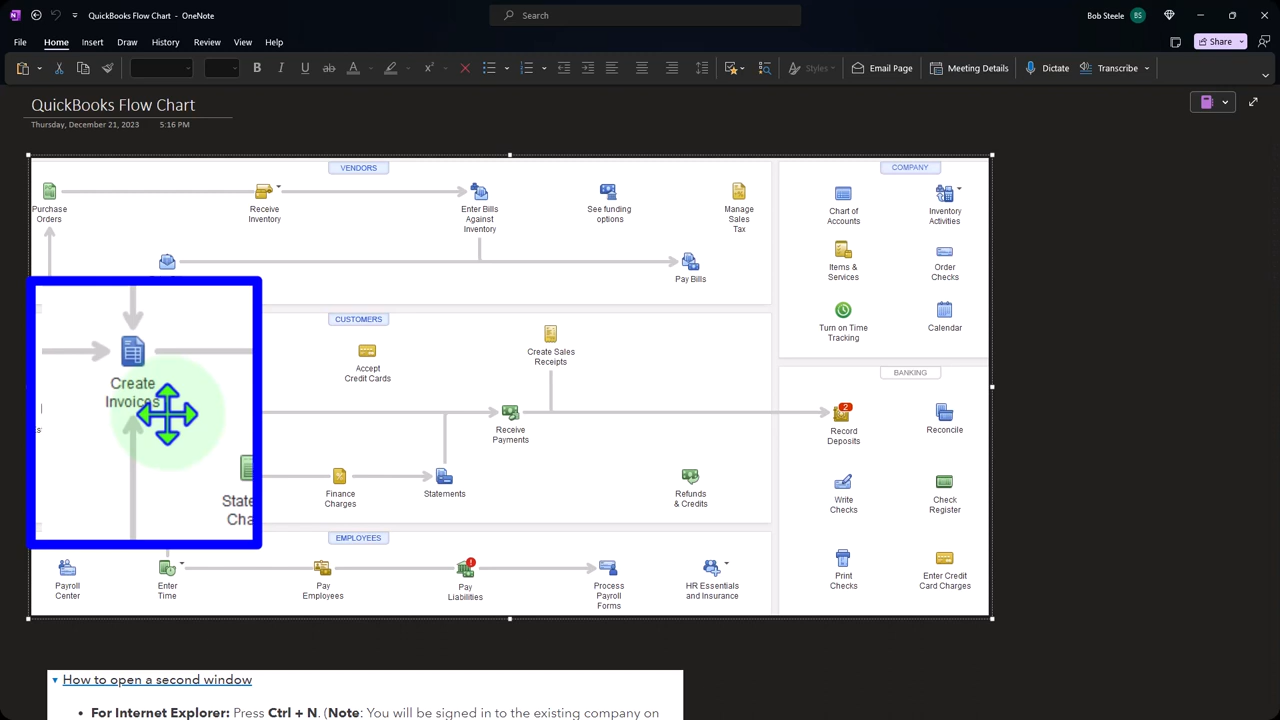 QuickBooks Flow Chart - OneNote
Search
Bob Steele
BS
File
Home
Insert
Draw
History
Review
View
Help
Share
B
I
U
ab
A
Styles
Email Page
Meeting Details
Dictate
Transcribe
QuickBooks Flow Chart
Thursday, December 21, 2023
5:16 PM
VENDORS
Purchase
Orders
Receive
Inventory
Enter Bills
Against
Inventory
See funding
options
Manage
Sales
Tax
Pay Bills
COMPANY
Chart of
Accounts
Inventory
Activities
Items &
Services
Order
Checks
Turn on Time
Tracking
Calendar
CUSTOMERS
Accept
Credit Cards
Create Sales
Receipts
Create
Invoices
Receive
Payments
State
Cha
Finance
Charges
Statements
Refunds
& Credits
BANKING
2
Record
Deposits
Reconcile
Write
Checks
Check
Register
Print
Checks
Enter Credit
Card Charges
EMPLOYEES
Payroll
Center
Enter
Time
Pay
Employees
Pay
Liabilities
Process
Payroll
Forms
HR Essentials
and Insurance
How to open a second window
• For Internet Explorer: Press Ctrl + N. (Note: You will be signed in to the existing company on